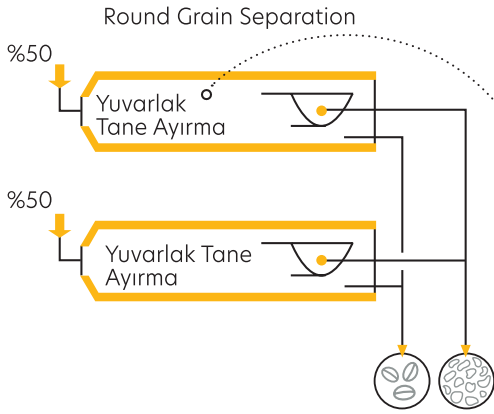 Round Grain Separation
%50
Yuvarlak
Tane Ayırma
%50
Yuvarlak Tane
Ayırma